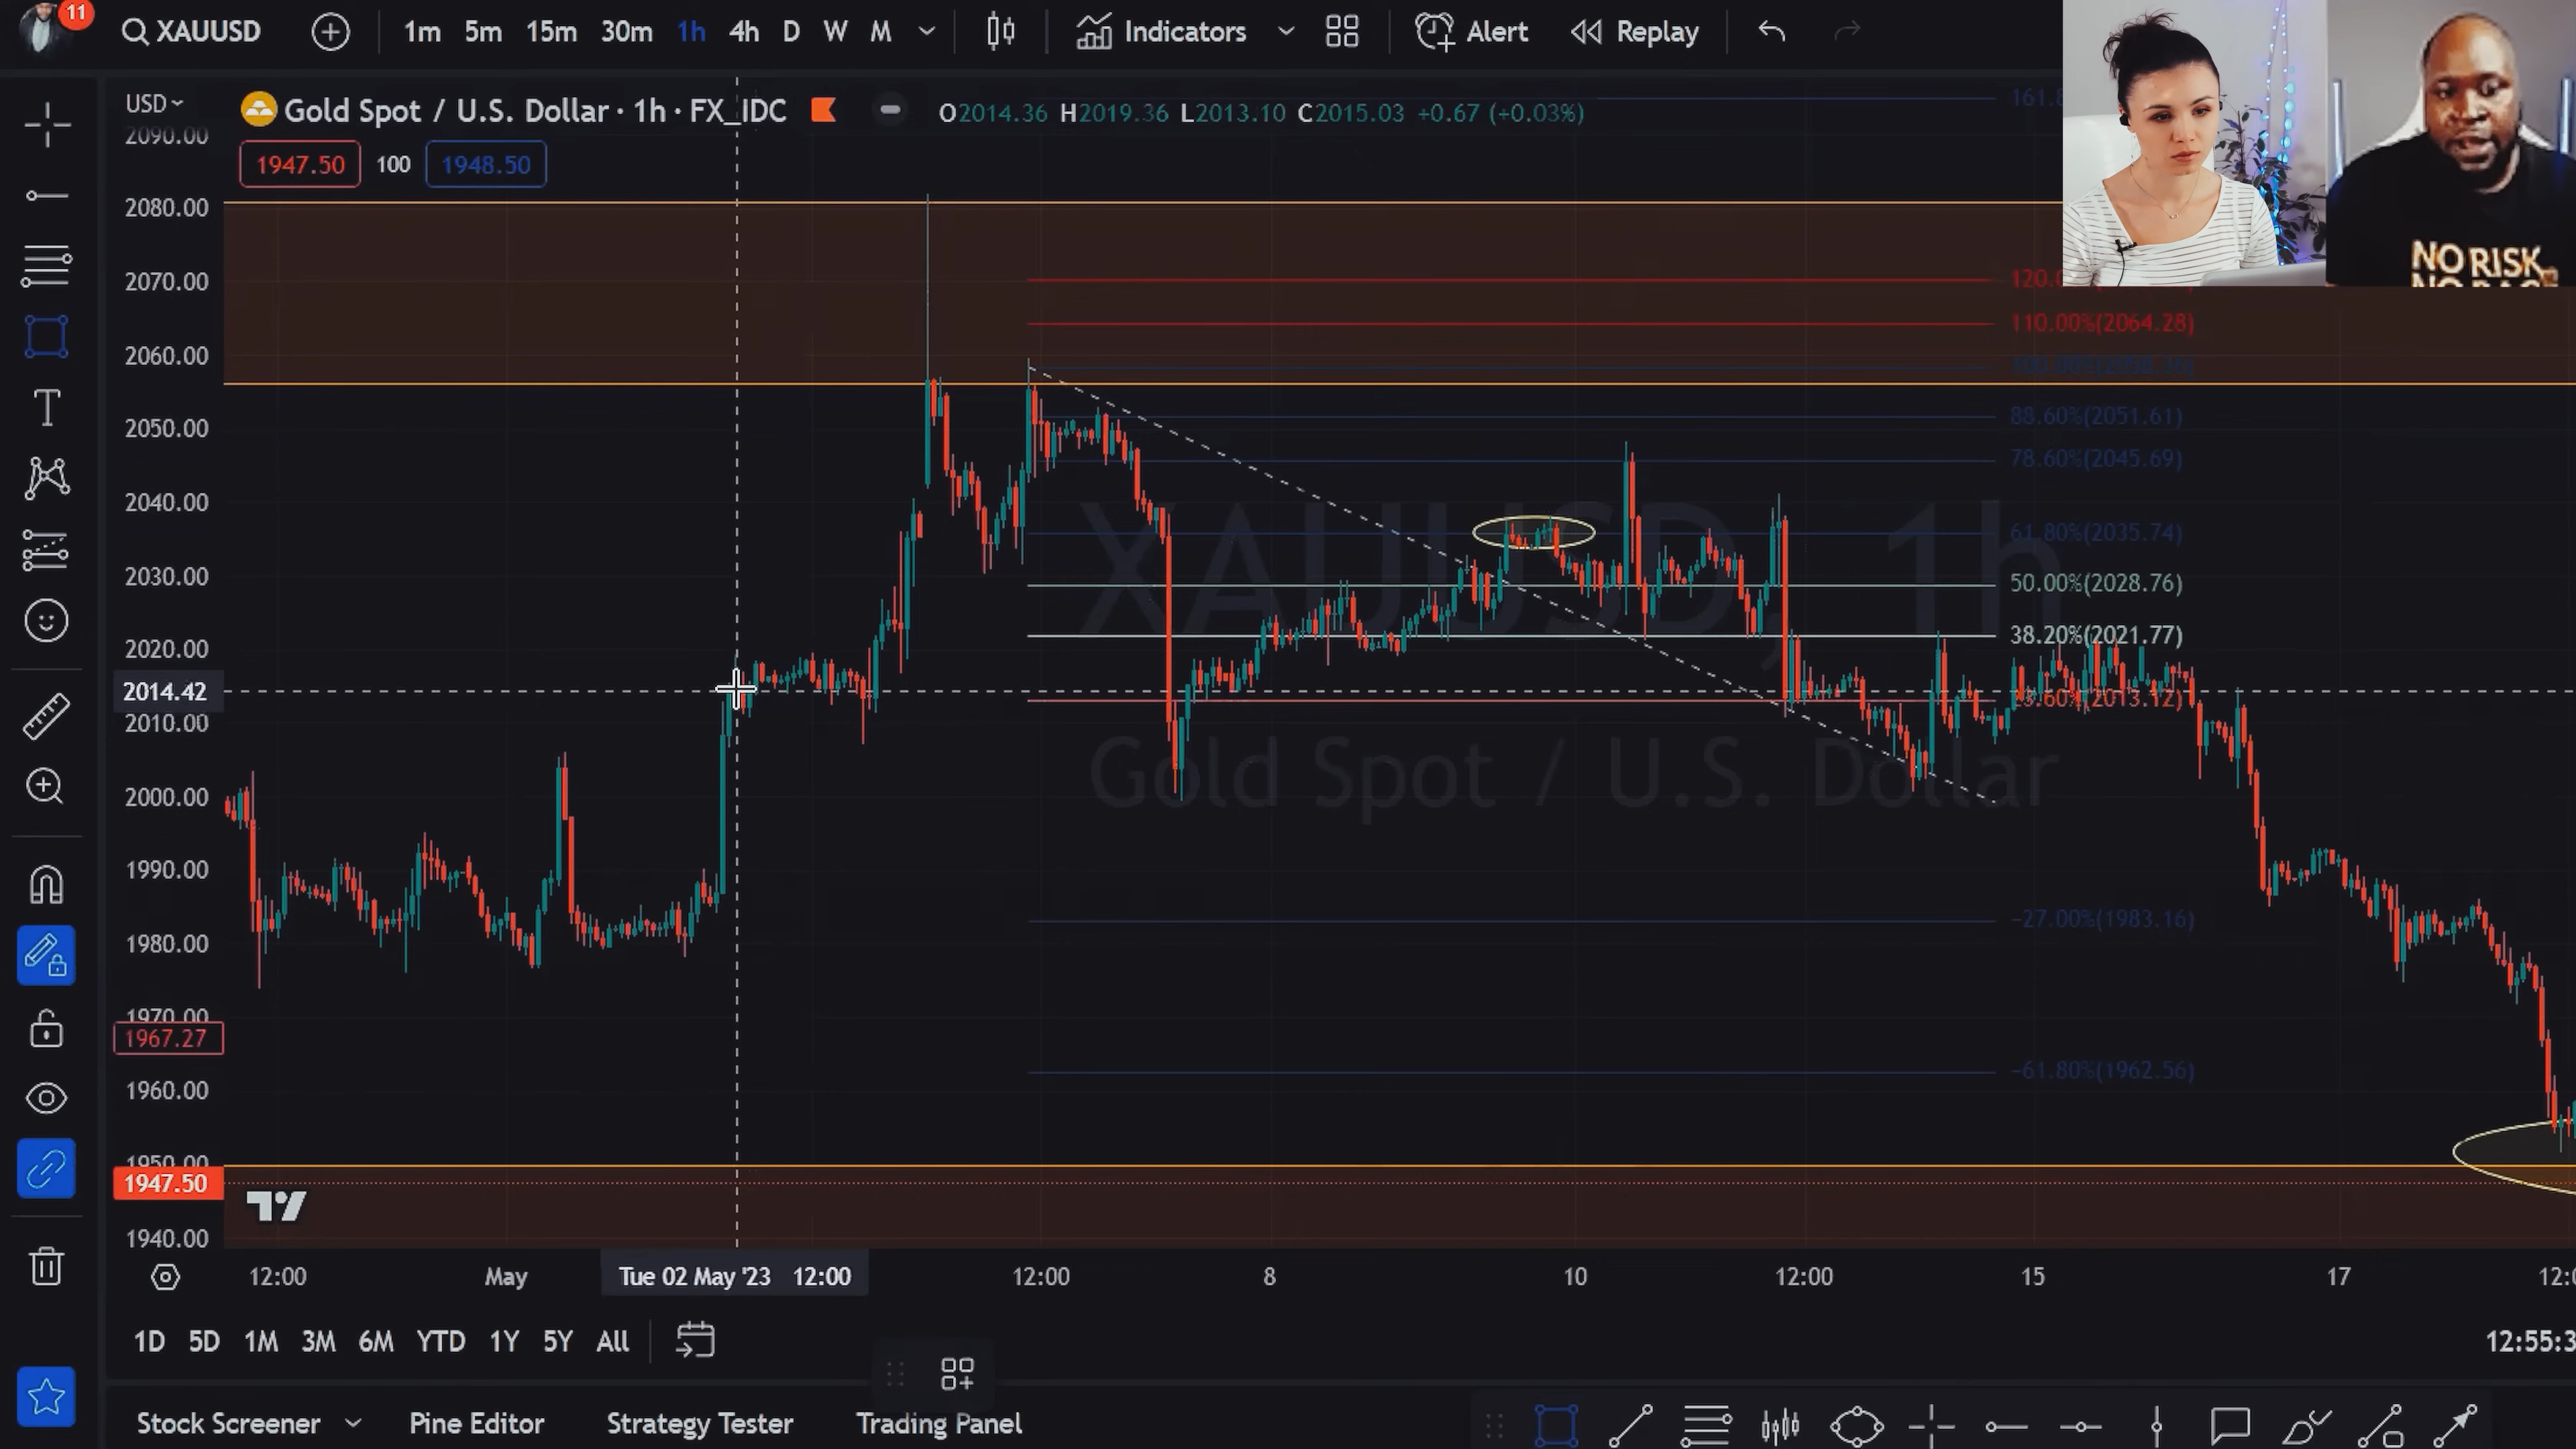 11
XAUUSD
1m 5m 15m 30m 1h 4h D W M
Indicators
Alert
Replay
USD
Gold Spot / U.S. Dollar · 1h · FX_IDC
O2014.36 H2019.36 L2013.10 C2015.03 +0.67 (+0.03%)
1947.50 100 1948.50
NO RISK
2090.00
2080.00
2070.00
2060.00
2050.00
2040.00
2030.00
2020.00
2014.42
2010.00
2000.00
1990.00
1980.00
1970.00
1967.27
1960.00
1950.00
1947.50
1940.00
110.00%(2064.28)
88.60%(2051.61)
78.60%(2045.69)
61.80%(2035.74)
50.00%(2028.76)
38.20%(2021.77)
-27.00%(1983.16)
-61.80%(1962.56)
XAUUSD, 1h
Gold Spot / U.S. Dollar
12:00 May Tue 02 May '23 12:00 12:00 8 10 12:00 15 17
1D 5D 1M 3M 6M YTD 1Y 5Y All
Stock Screener Pine Editor Strategy Tester Trading Panel